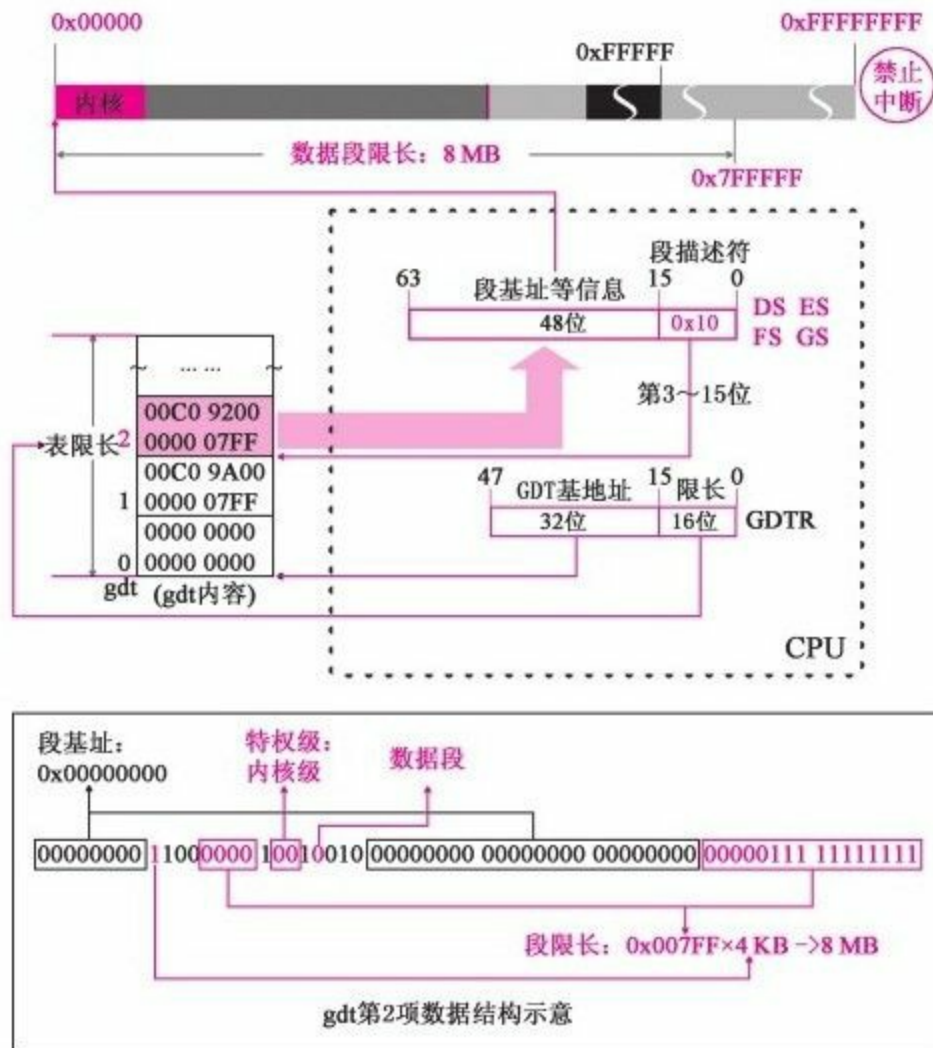 0x00000
0xFFFFFFFF
0xFFFFF
禁止
中断
内核
数据段限长：8 MB
0x7FFFFF
段描述符
63
段基址等信息
15
0
48位
0x10
DS ES
FS GS
~ ... ... ~
第3～15位
00C0 9200
表限长
2
0000 07FF
00C0 9A00
1
0000 07FF
0000 0000
0
0000 0000
gdt
(gdt内容)
47
GDT基地址
15
限长
0
32位
16位
GDTR
CPU
段基址：
0x00000000
特权级：
内核级
数据段
00000000 11000000 10010010 00000000 00000000 00000000 00000111 11111111
段限长：0x007FF×4 KB ->8 MB
gdt第2项数据结构示意